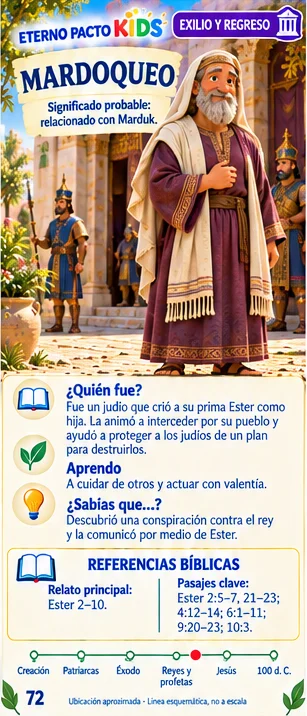 ETERNO PACTO KIDS
EXILIO Y REGRESO
MARDOQUEO
Significado probable:
relacionado con Marduk.
¿Quién fue?
Fue un judío que crió a su prima Ester como
hija. La animó a interceder por su pueblo y
ayudó a proteger a los judíos de un plan
para destruirlos.
Aprendo
A cuidar de otros y actuar con valentía.
¿Sabías que...?
Descubrió una conspiración contra el rey
y la comunicó por medio de Ester.
REFERENCIAS BÍBLICAS
Relato principal:
Ester 2–10.
Pasajes clave:
Ester 2:5–7, 21–23;
4:12–14; 6:1–11;
9:20–23; 10:3.
Creación
Patriarcas
Éxodo
Reyes y
profetas
Jesús
100 d. C.
72
Ubicación aproximada · Línea esquemática, no a escala